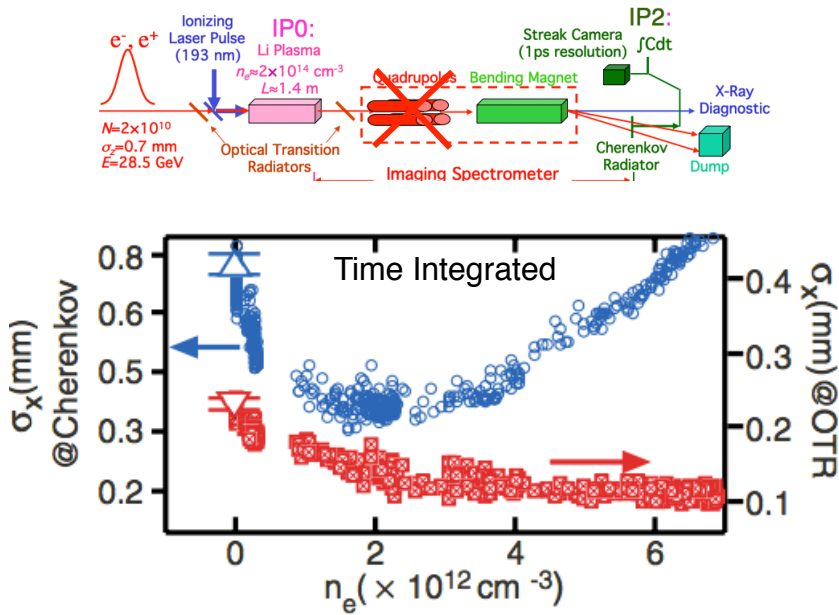 e⁻, e⁺
Ionizing
Laser Pulse
(193 nm)
IP0:
Li Plasma
nₑ≈2×10¹⁴ cm⁻³
L≈1.4 m
Quadrupoles
Bending Magnet
IP2:
Streak Camera
(1ps resolution)
∫Cdt
X-Ray
Diagnostic
N=2×10¹⁰
σz=0.7 mm
E=28.5 GeV
Optical Transition
Radiators
Cherenkov
Radiator
Dump
Imaging Spectrometer
Time Integrated
σₓ(mm)
@Cherenkov
0.8
0.6
0.5
0.3
0.2
σₓ(mm) @OTR
0.4
0.3
0.2
0.1
0 2 4 6
nₑ(×10¹² cm⁻³)